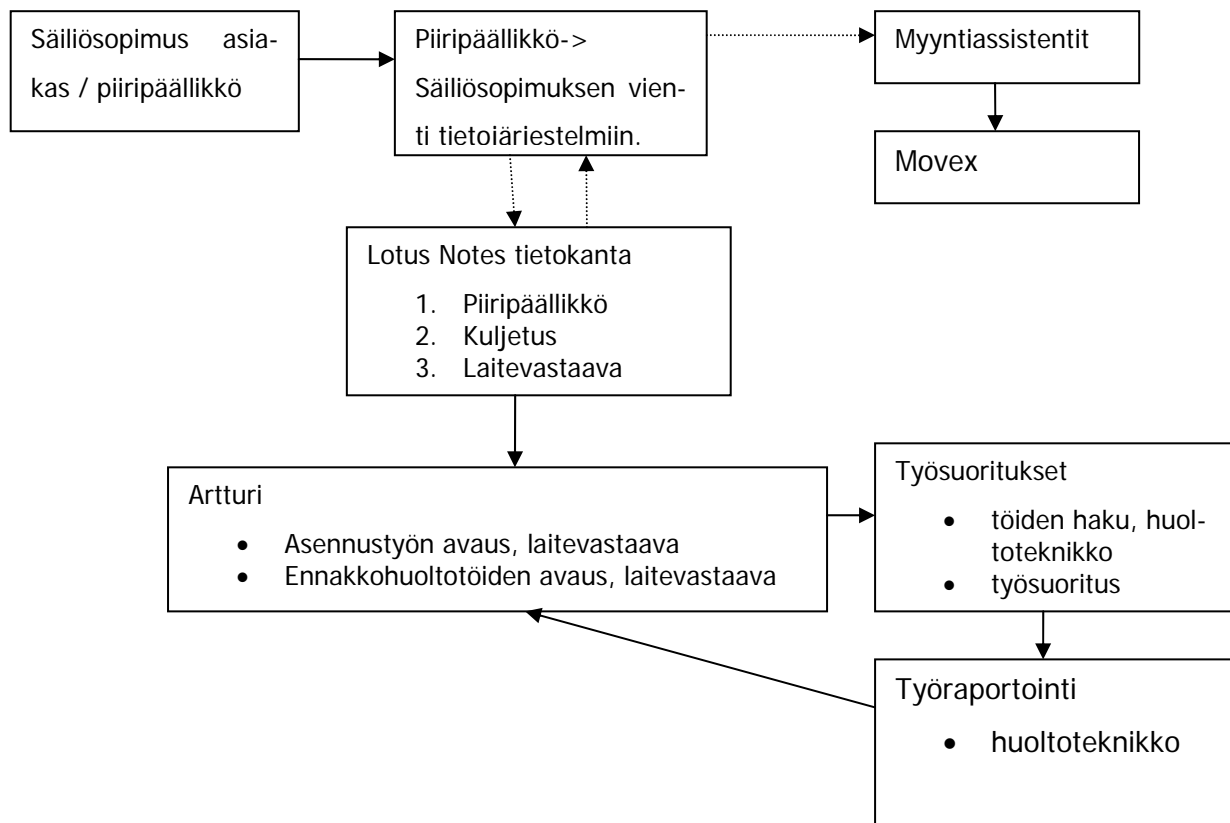 Säiliösopimus asia-
kas / piiripäällikkö
Piiripäällikkö->
Säiliösopimuksen vien-
ti tietojäriestelmiin.
Myyntiassistentit
Movex
Lotus Notes tietokanta
1. Piiripäällikkö
2. Kuljetus
3. Laitevastaava
Artturi
• Asennustyön avaus, laitevastaava
• Ennakkohuoltotöiden avaus, laitevastaava
Työsuoritukset
• töiden haku, huol-
toteknikko
• työsuoritus
Työraportointi
• huoltoteknikko